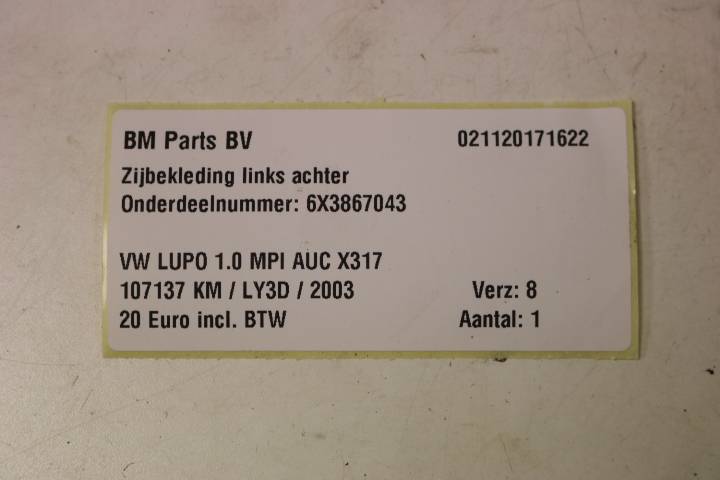 BM Parts BV 021120171622
Zijbekleding links achter
Onderdeelnummer: 6X3867043
VW LUPO 1.0 MPI AUC X317
107137 KM / LY3D / 2003 Verz: 8
20 Euro incl. BTW Aantal: 1